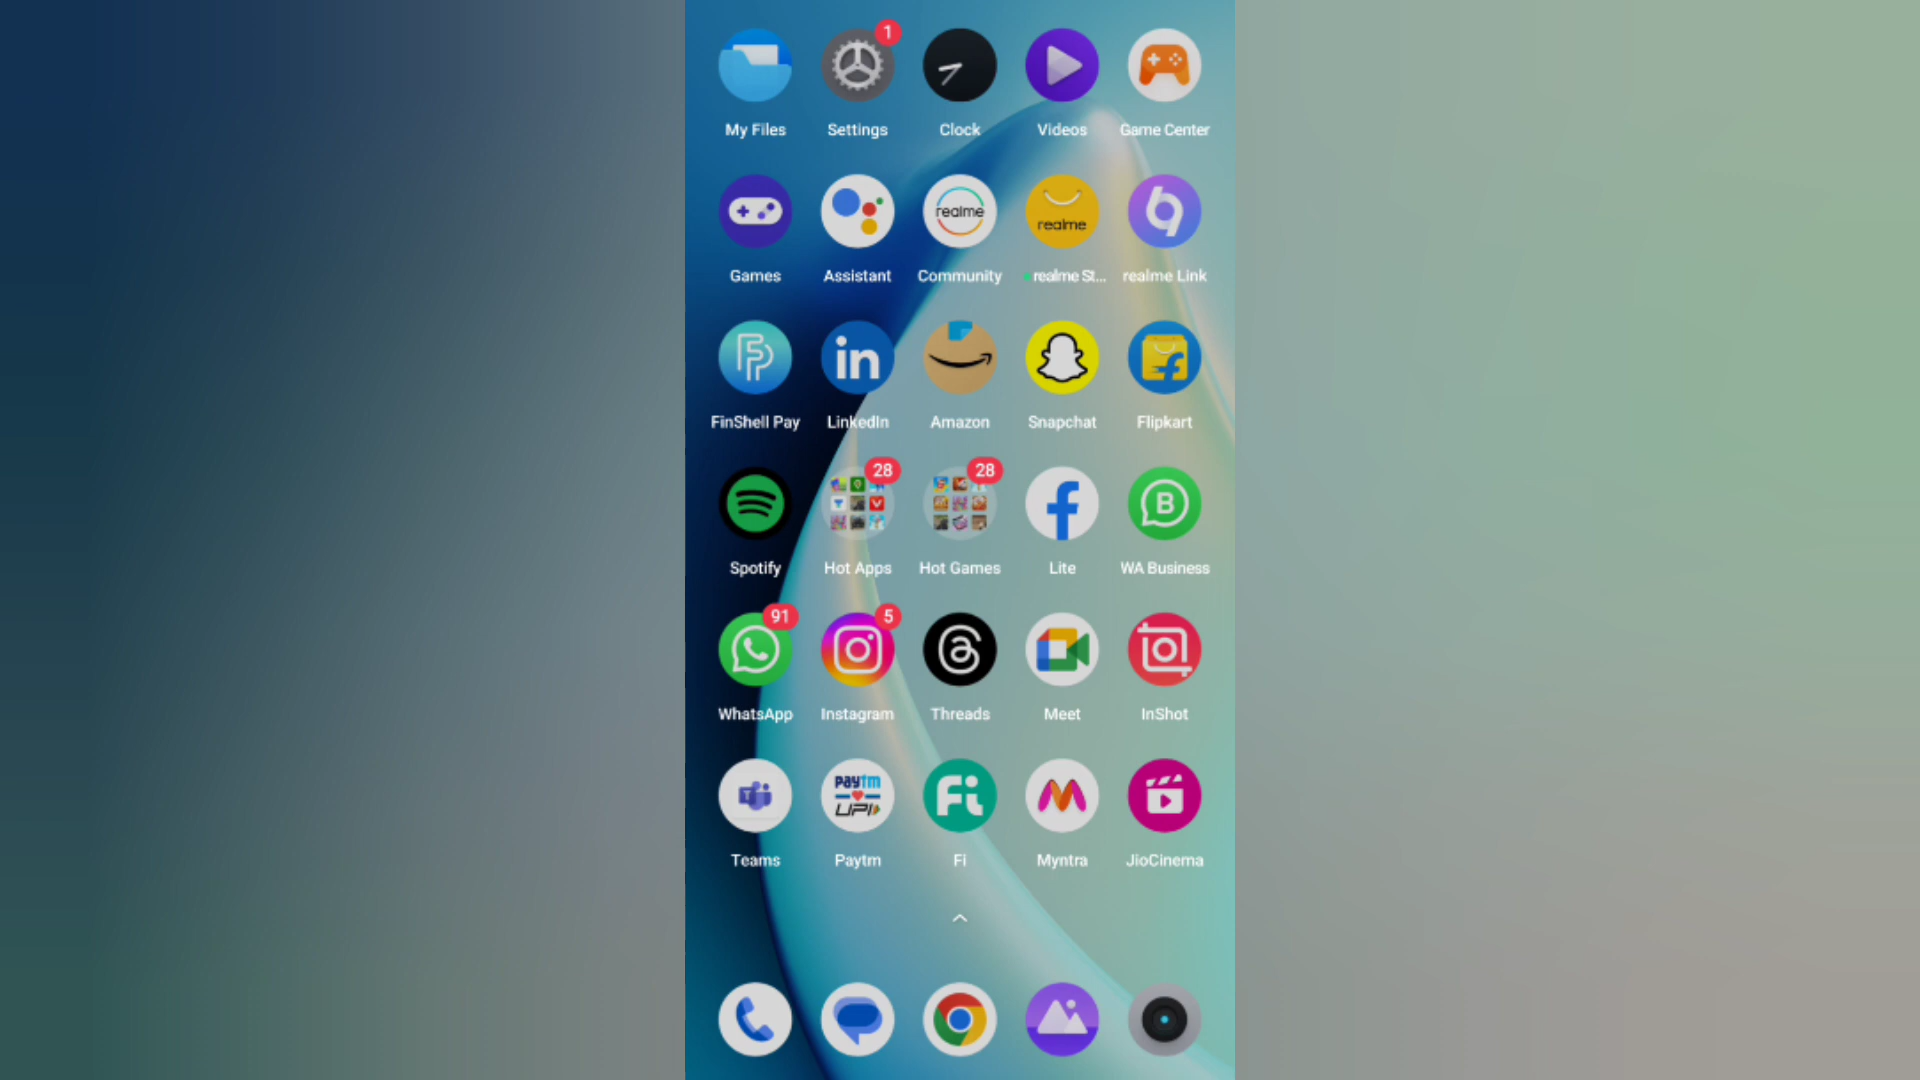 1
My Files Settings Clock Videos Game Center
realme realme
Games Assistant Community realme St... realme Link
in
FinShell Pay LinkedIn Amazon Snapchat Flipkart
28 28
B
Spotify Hot Apps Hot Games Lite WA Business
91 5
WhatsApp Instagram Threads Meet InShot
T Paytm Fi
UPI
Teams Paytm Fi Myntra JioCinema